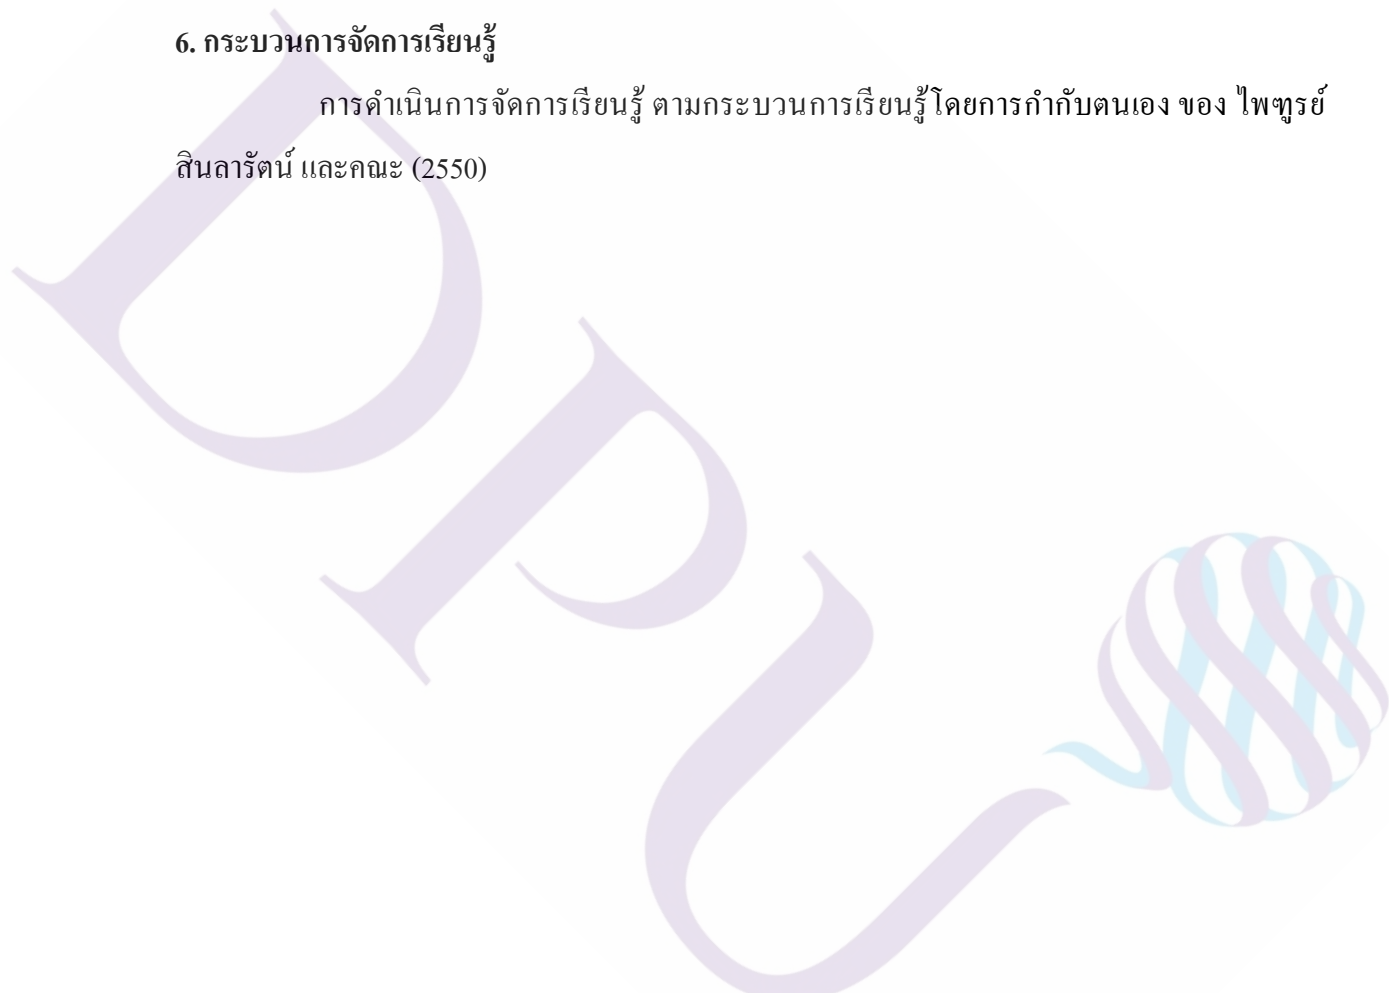 6. กระบวนการจัดการเรียนรู้
การดำเนินการจัดการเรียนรู้ ตามกระบวนการเรียนรู้โดยการกำกับตนเอง ของ ไพฑูรย์
สินลารัตน์ และคณะ (2550)
DPU